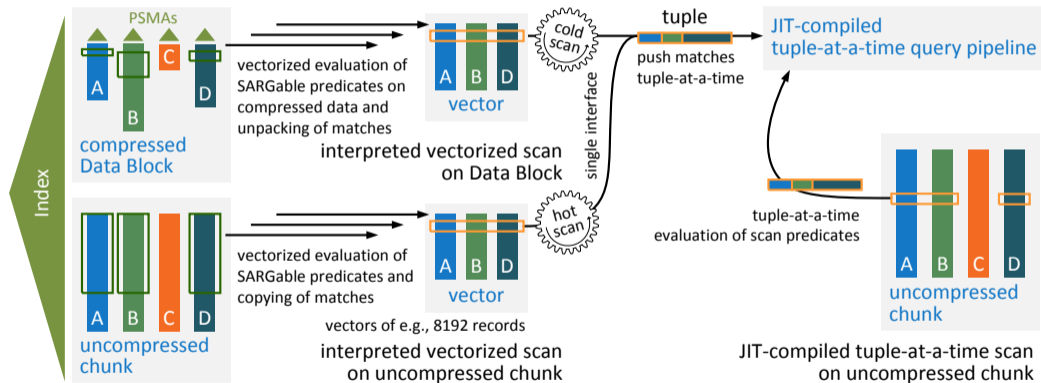 PSMAs
A
B
C
D
compressed
Data Block
Index
vectorized evaluation of
SARGable predicates on
compressed data and
unpacking of matches
A
B
D
vector
interpreted vectorized scan
on Data Block
cold
scan
single interface
tuple
push matches
tuple-at-a-time
JIT-compiled
tuple-at-a-time query pipeline
A
B
C
D
uncompressed
chunk
vectorized evaluation of
SARGable predicates and
copying of matches
A
B
D
vector
vectors of e.g., 8192 records
interpreted vectorized scan
on uncompressed chunk
hot
scan
tuple-at-a-time
evaluation of scan predicates
A
B
C
D
uncompressed
chunk
JIT-compiled tuple-at-a-time scan
on uncompressed chunk